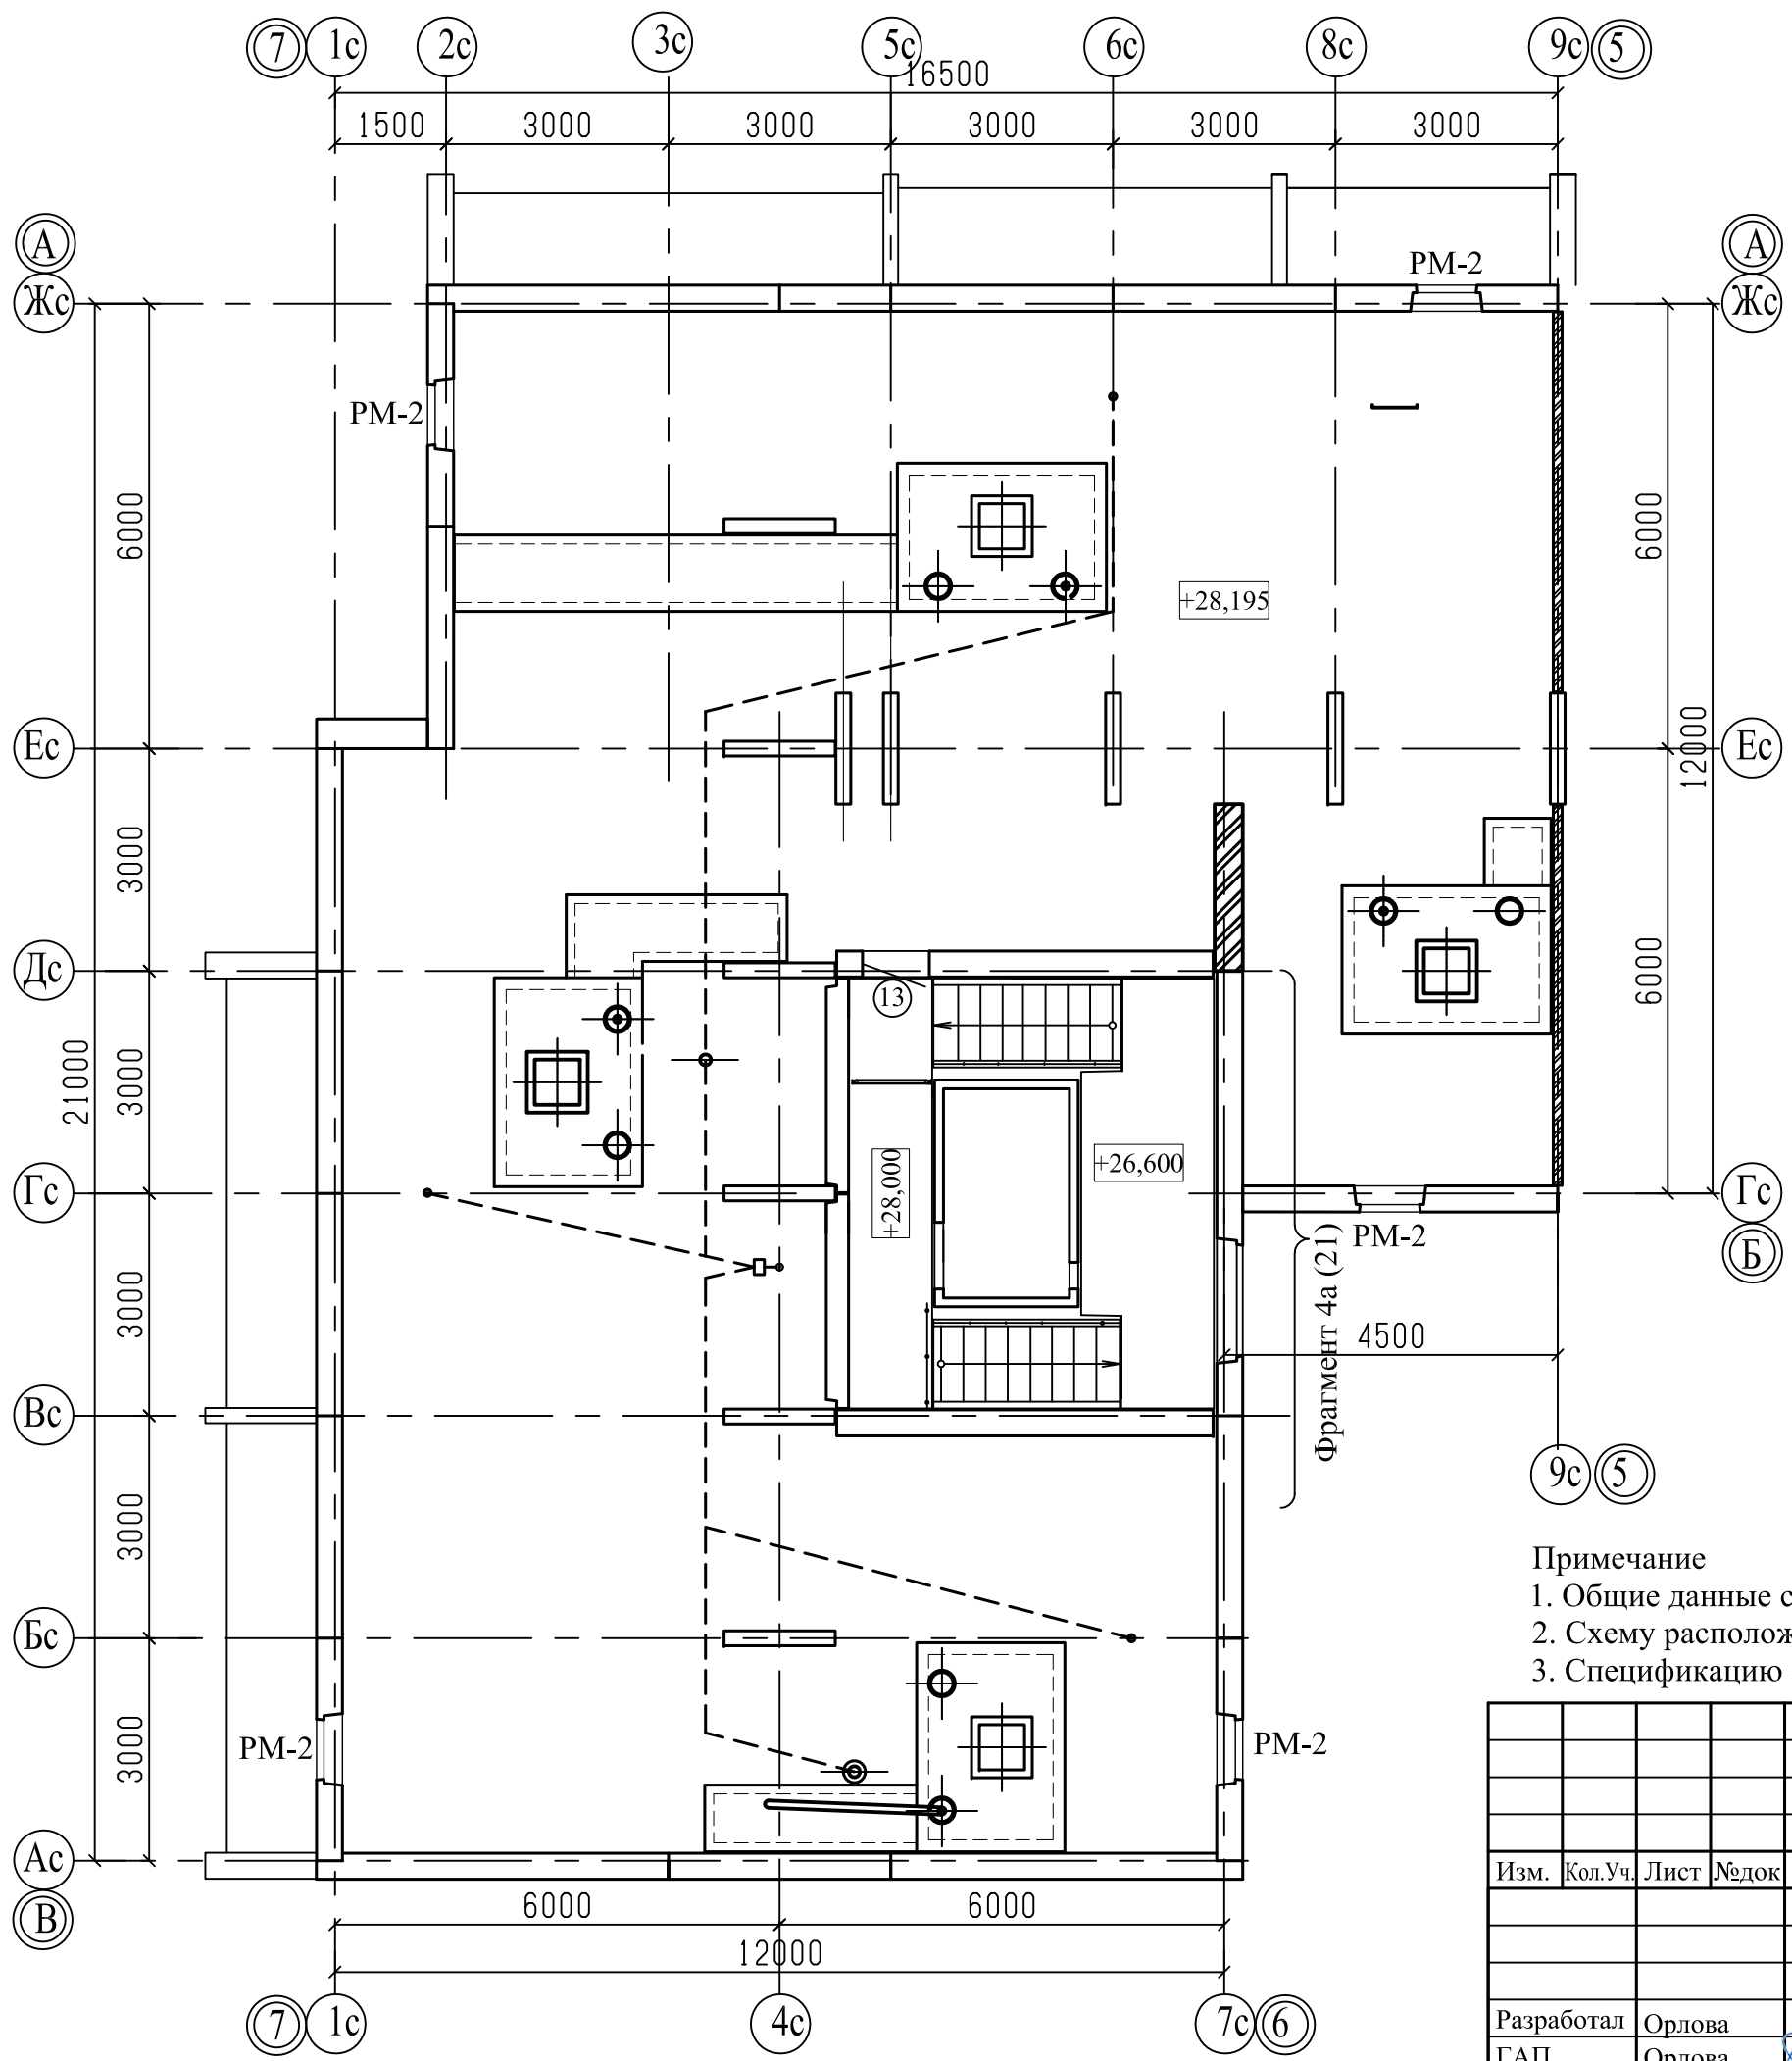 7 1с 2с 3с 5с 6с 8с 9с 5
16500
1500 3000 3000 3000 3000 3000
А А
РМ-2
Жс Жс
РМ-2
6000 6000
+28,195
12000
Ес Ес
3000
Дс
6000
13
21000
3000
+28,000
+26,600
Гс Гс
РМ-2
Б
Фрагмент 4а (21)
3000
4500
Вс
9с 5
3000
Примечание
1. Общие данные с
2. Схему располож
3. Спецификацию
Бс
3000
РМ-2 РМ-2
Ас
В
Изм. Кол.Уч. Лист №док
6000 6000
12000
7 1с 4с 7с 6
Разработал Орлова
ГАП Орлова